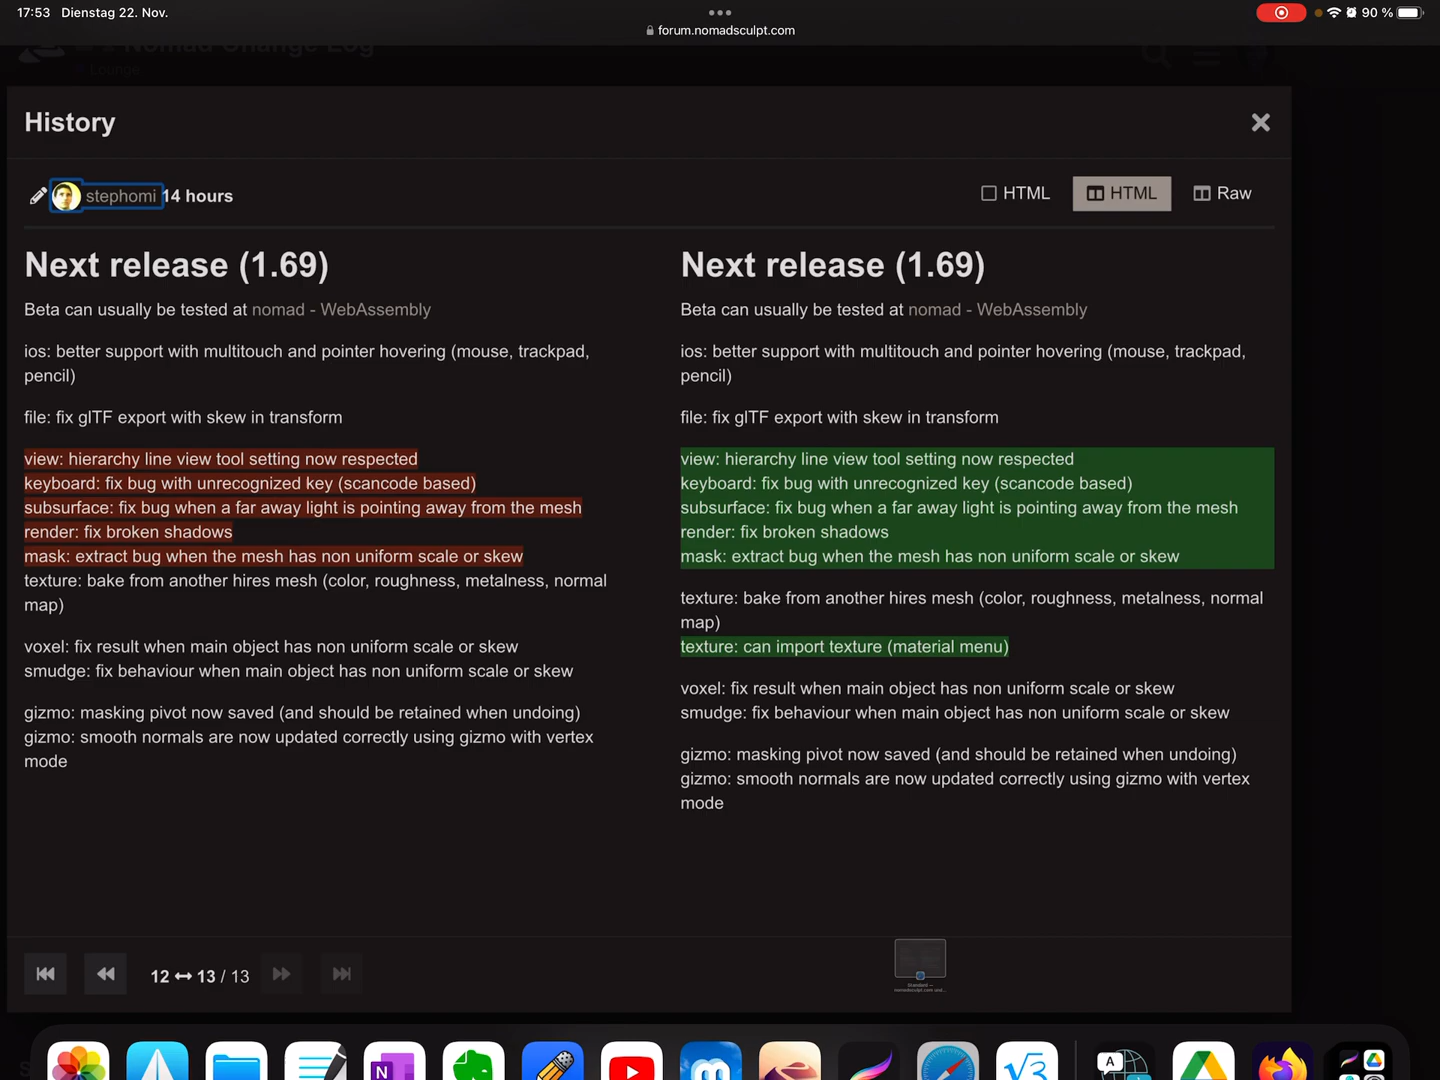 17:53 Dienstag 22. Nov.
90 %
forum.nomadsculpt.com
Nomad Change Log
Lounge
History
stephomi 14 hours
HTML
HTML
Raw
Next release (1.69)
Beta can usually be tested at nomad - WebAssembly
ios: better support with multitouch and pointer hovering (mouse, trackpad,
pencil)
file: fix glTF export with skew in transform
view: hierarchy line view tool setting now respected
keyboard: fix bug with unrecognized key (scancode based)
subsurface: fix bug when a far away light is pointing away from the mesh
render: fix broken shadows
mask: extract bug when the mesh has non uniform scale or skew
texture: bake from another hires mesh (color, roughness, metalness, normal
map)
voxel: fix result when main object has non uniform scale or skew
smudge: fix behaviour when main object has non uniform scale or skew
gizmo: masking pivot now saved (and should be retained when undoing)
gizmo: smooth normals are now updated correctly using gizmo with vertex
mode
Next release (1.69)
Beta can usually be tested at nomad - WebAssembly
ios: better support with multitouch and pointer hovering (mouse, trackpad,
pencil)
file: fix glTF export with skew in transform
view: hierarchy line view tool setting now respected
keyboard: fix bug with unrecognized key (scancode based)
subsurface: fix bug when a far away light is pointing away from the mesh
render: fix broken shadows
mask: extract bug when the mesh has non uniform scale or skew
texture: bake from another hires mesh (color, roughness, metalness, normal
map)
texture: can import texture (material menu)
voxel: fix result when main object has non uniform scale or skew
smudge: fix behaviour when main object has non uniform scale or skew
gizmo: masking pivot now saved (and should be retained when undoing)
gizmo: smooth normals are now updated correctly using gizmo with vertex
mode
12 ↔ 13 / 13
N
√3
A